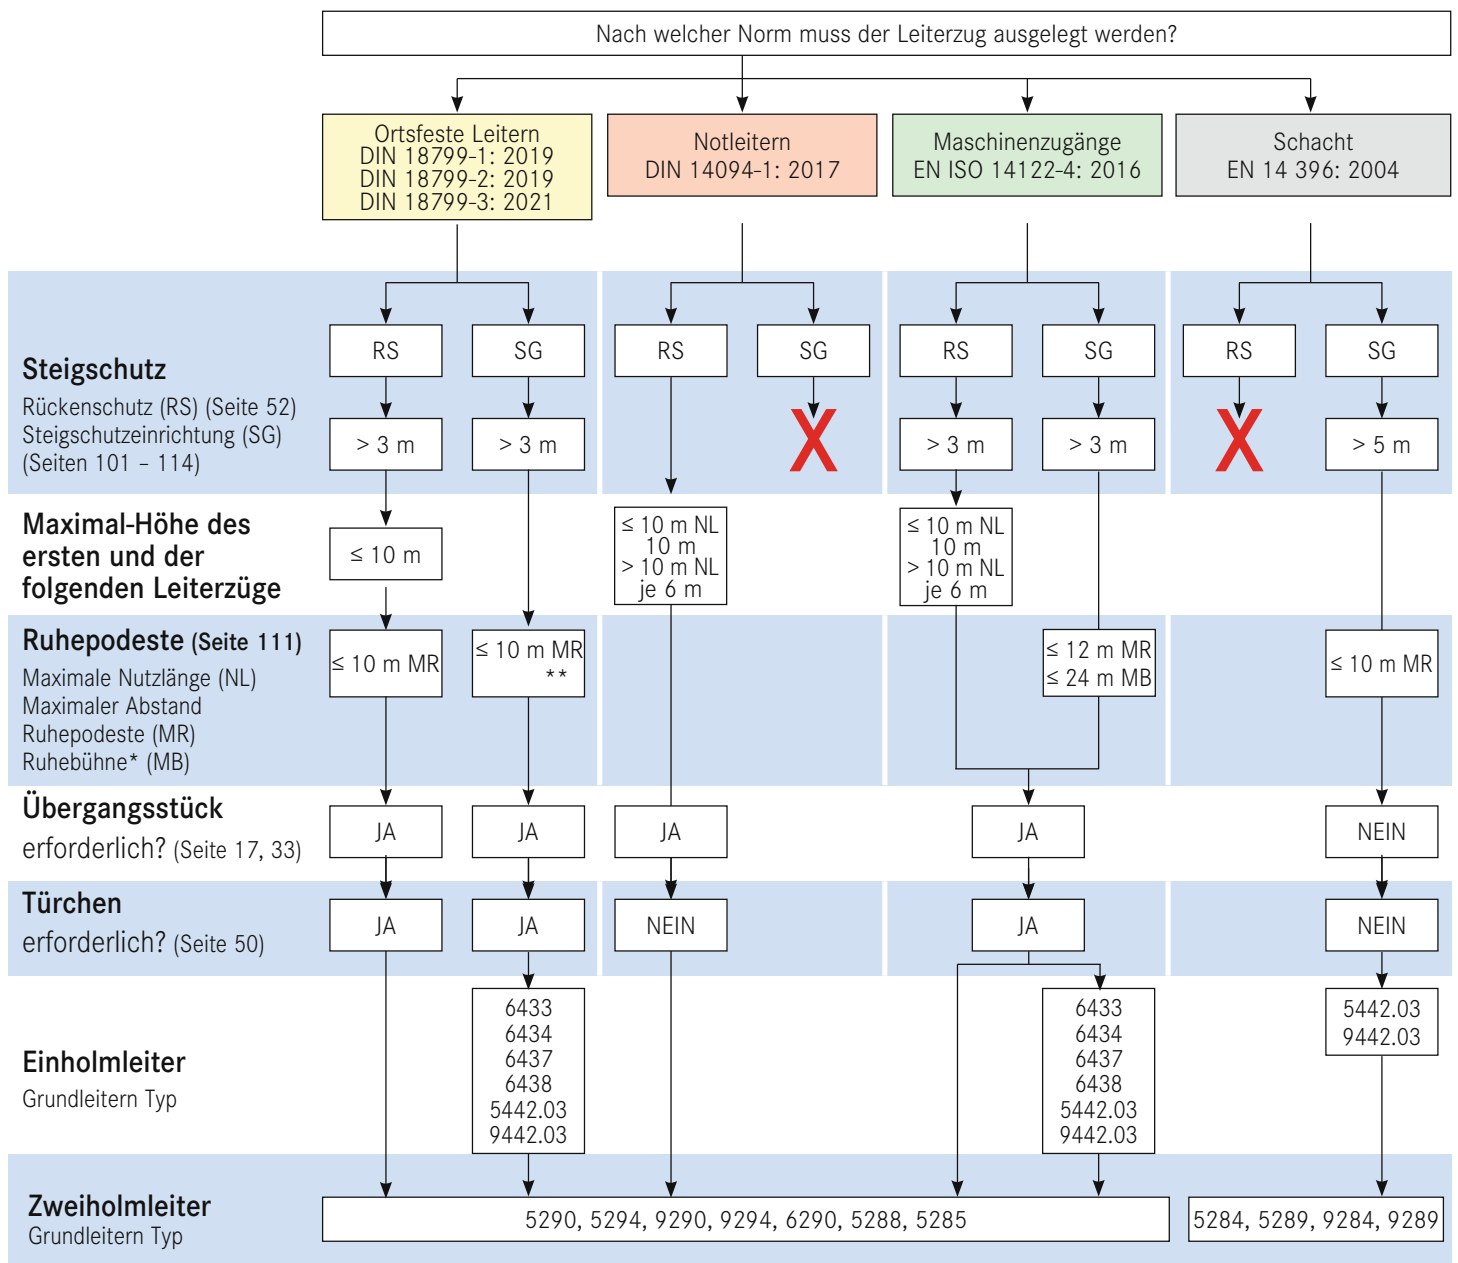 Nach welcher Norm muss der Leiterzug ausgelegt werden?
Ortsfeste Leitern
DIN 18799-1: 2019
DIN 18799-2: 2019
DIN 18799-3: 2021
Notleitern
DIN 14094-1: 2017
Maschinenzugänge
EN ISO 14122-4: 2016
Schacht
EN 14 396: 2004
Steigschutz
Rückenschutz (RS) (Seite 52)
Steigschutzeinrichtung (SG)
(Seiten 101 – 114)
RS
SG
RS
SG
RS
SG
RS
SG
> 3 m
> 3 m
X
> 3 m
> 3 m
X
> 5 m
Maximal-Höhe des
ersten und der
folgenden Leiterzüge
≤ 10 m
≤ 10 m NL
10 m
> 10 m NL
je 6 m
≤ 10 m NL
10 m
> 10 m NL
je 6 m
Ruhepodeste (Seite 111)
Maximale Nutzlänge (NL)
Maximaler Abstand
Ruhepodeste (MR)
Ruhebühne* (MB)
≤ 10 m MR
≤ 10 m MR
**
≤ 12 m MR
≤ 24 m MB
≤ 10 m MR
Übergangsstück
erforderlich? (Seite 17, 33)
JA
JA
JA
JA
NEIN
Türchen
erforderlich? (Seite 50)
JA
JA
NEIN
JA
NEIN
Einholmleiter
Grundleitern Typ
6433
6434
6437
6438
5442.03
9442.03
6433
6434
6437
6438
5442.03
9442.03
5442.03
9442.03
Zweiholmleiter
Grundleitern Typ
5290, 5294, 9290, 9294, 6290, 5288, 5285
5284, 5289, 9284, 9289